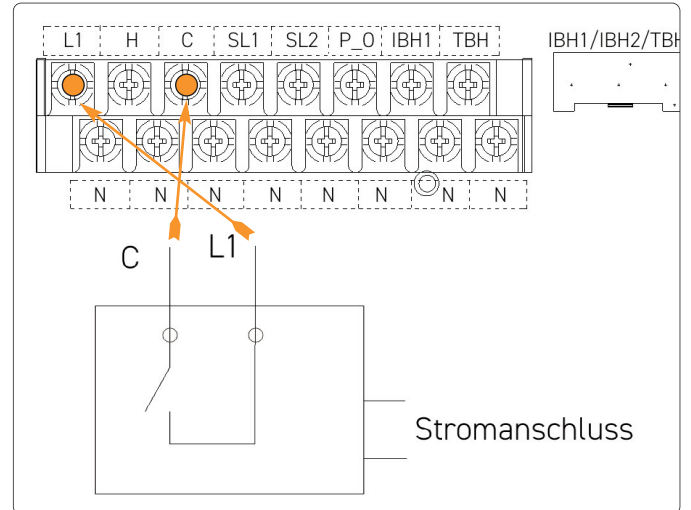 L1 H C SL1 SL2 P_O IBH1 TBH IBH1/IBH2/TBH
N N N N N N N N
C L1
Stromanschluss